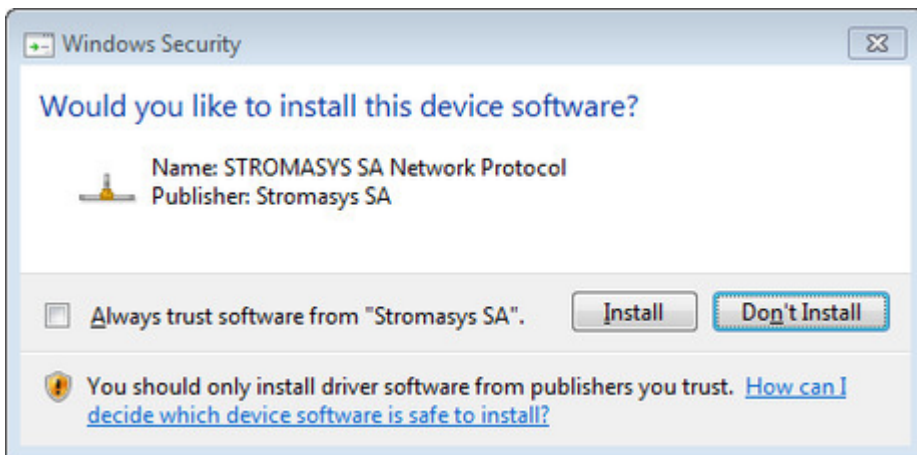 Windows Security
Would you like to install this device software?
Name: STROMASYS SA Network Protocol
Publisher: Stromasys SA
Always trust software from "Stromasys SA".
Install
Don't Install
You should only install driver software from publishers you trust. How can I
decide which device software is safe to install?